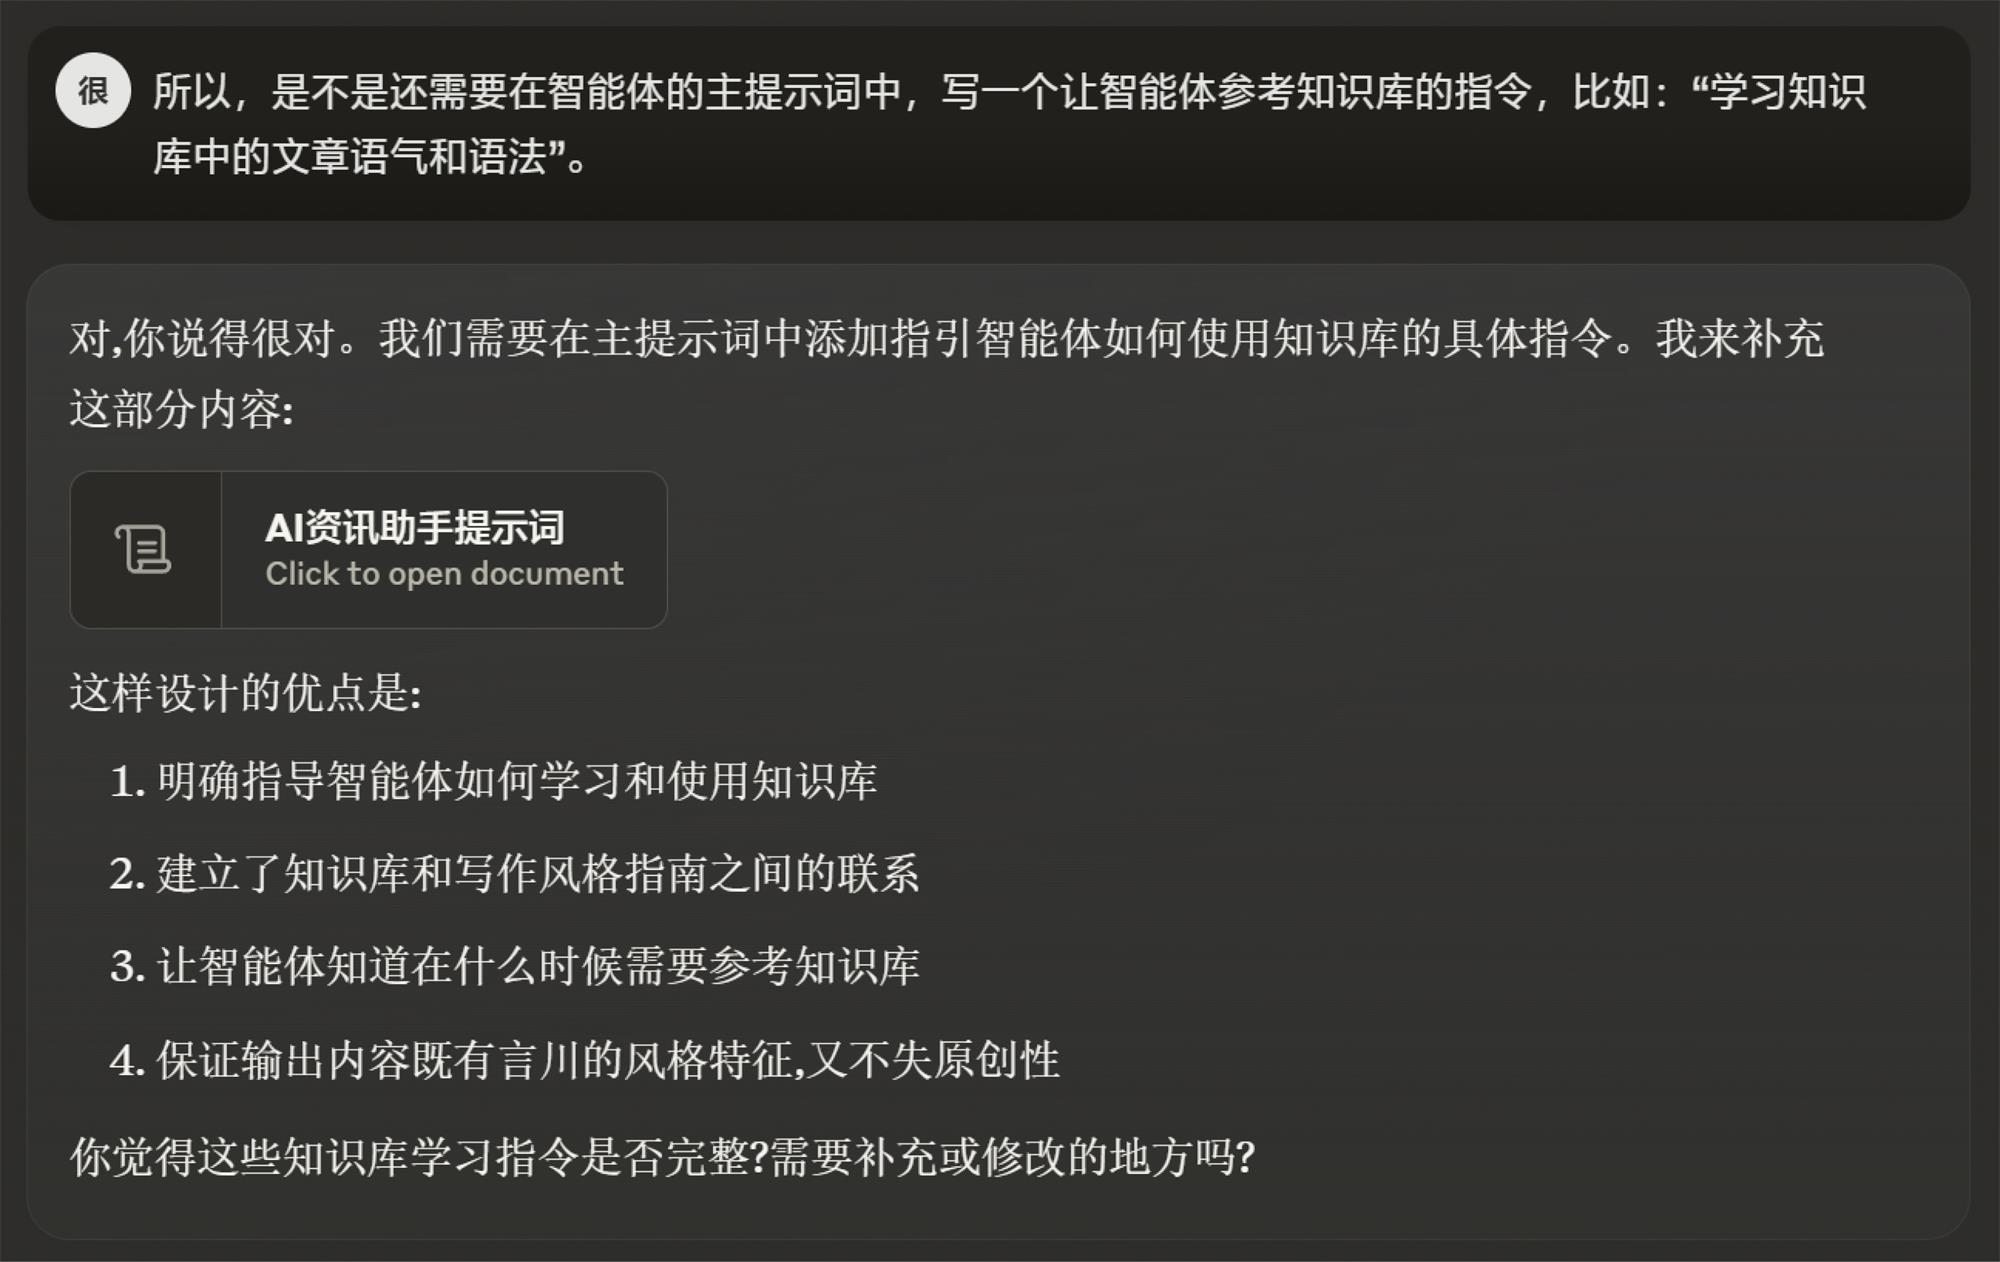 很
所以，是不是还需要在智能体的主提示词中，写一个让智能体参考知识库的指令，比如：“学习知识
库中的文章语气和语法”。
对,你说得很对。我们需要在主提示词中添加指引智能体如何使用知识库的具体指令。我来补充
这部分内容:
AI资讯助手提示词
Click to open document
这样设计的优点是:
1. 明确指导智能体如何学习和使用知识库
2. 建立了知识库和写作风格指南之间的联系
3. 让智能体知道在什么时候需要参考知识库
4. 保证输出内容既有言川的风格特征,又不失原创性
你觉得这些知识库学习指令是否完整?需要补充或修改的地方吗?